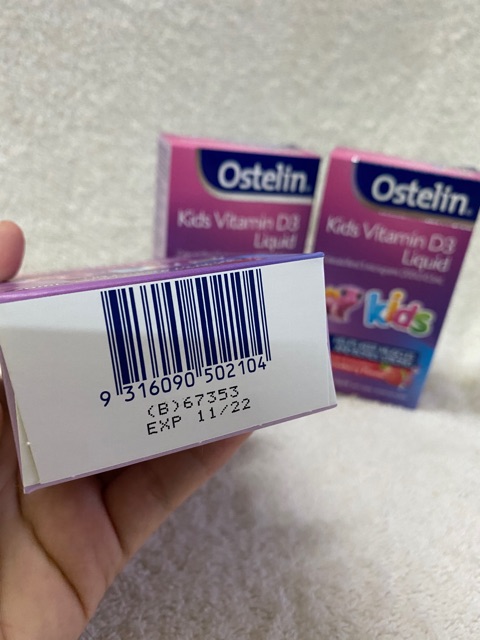 Ostelin
Kids Vitamin D3
Liquid
Ostelin
Kids Vitamin D3
Liquid
kids
9 316090 502104
(B)67353
EXP 11/22